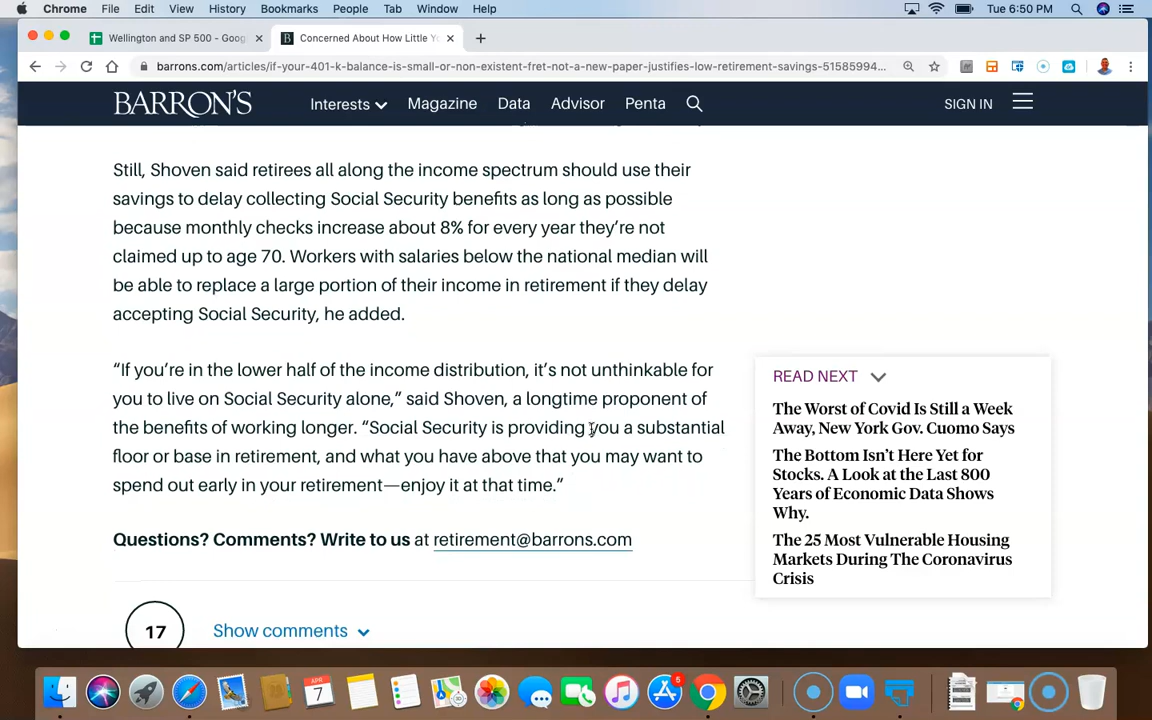 Chrome File Edit View History Bookmarks People Tab Window Help
Tue 6:50 PM
Wellington and SP 500 - Goog
Concerned About How Little Y
barrons.com/articles/if-your-401-k-balance-is-small-or-non-existent-fret-not-a-new-paper-justifies-low-retirement-savings-51585994...
BARRON'S Interests Magazine Data Advisor Penta SIGN IN
Still, Shoven said retirees all along the income spectrum should use their
savings to delay collecting Social Security benefits as long as possible
because monthly checks increase about 8% for every year they’re not
claimed up to age 70. Workers with salaries below the national median will
be able to replace a large portion of their income in retirement if they delay
accepting Social Security, he added.
“If you’re in the lower half of the income distribution, it’s not unthinkable for
you to live on Social Security alone,” said Shoven, a longtime proponent of
the benefits of working longer. “Social Security is providing you a substantial
floor or base in retirement, and what you have above that you may want to
spend out early in your retirement—enjoy it at that time.”
Questions? Comments? Write to us at retirement@barrons.com
17
Show comments
READ NEXT
The Worst of Covid Is Still a Week
Away, New York Gov. Cuomo Says
The Bottom Isn’t Here Yet for
Stocks. A Look at the Last 800
Years of Economic Data Shows
Why.
The 25 Most Vulnerable Housing
Markets During The Coronavirus
Crisis
APR
7
5